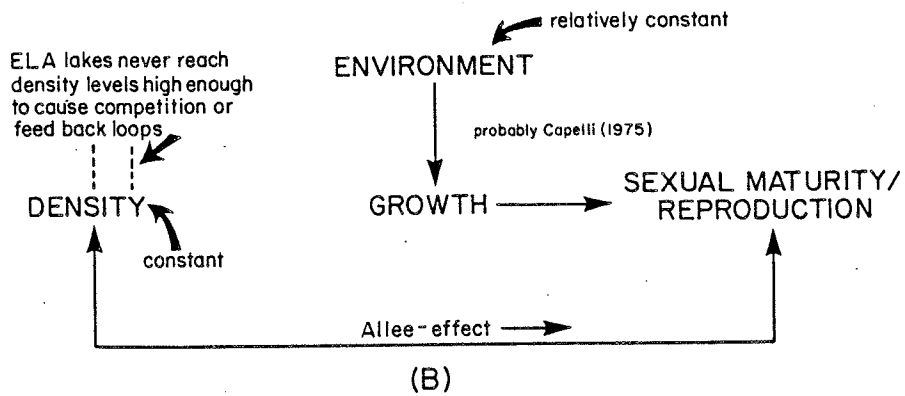 relatively constant
ELA lakes never reach
density levels high enough
to cause competition or
feed back loops
ENVIRONMENT
probably Capelli (1975)
DENSITY
GROWTH
SEXUAL MATURITY/
REPRODUCTION
constant
Allee-effect
(B)